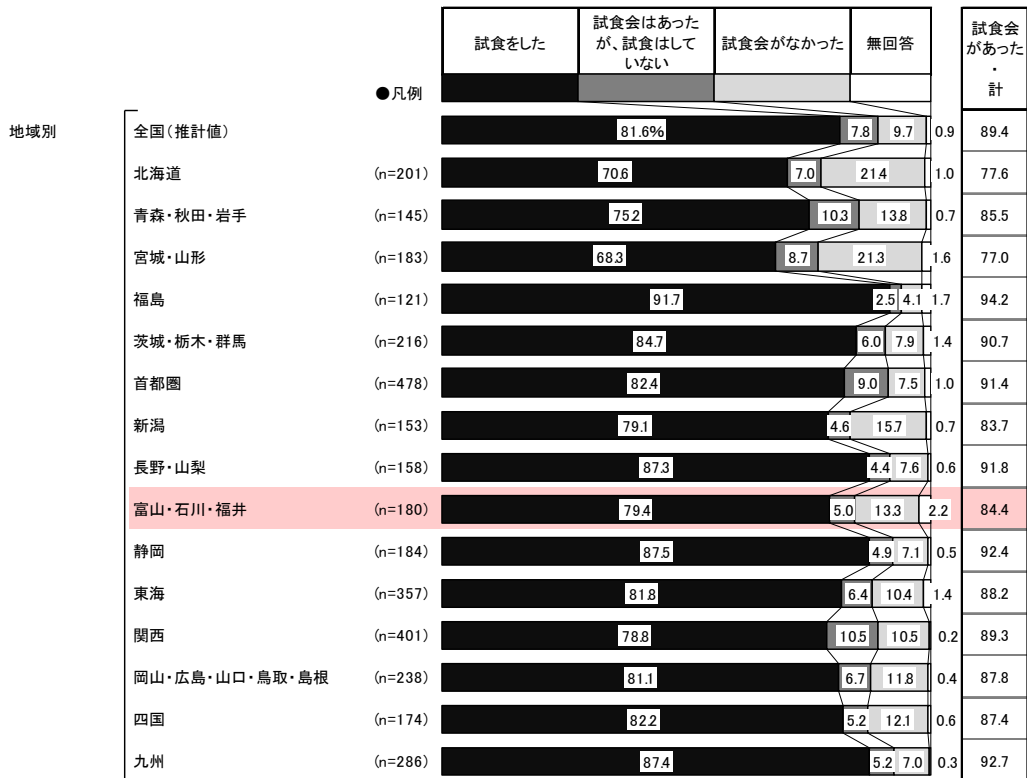 試食をした
試食会はあった
が、試食はして
いない
試食会がなかった
無回答
試食会
があった
・
計
●凡例
地域別
全国(推計値) 81.6% 7.8 9.7 0.9 89.4
北海道 (n=201) 70.6 7.0 21.4 1.0 77.6
青森・秋田・岩手 (n=145) 75.2 10.3 13.8 0.7 85.5
宮城・山形 (n=183) 68.3 8.7 21.3 1.6 77.0
福島 (n=121) 91.7 2.5 4.1 1.7 94.2
茨城・栃木・群馬 (n=216) 84.7 6.0 7.9 1.4 90.7
首都圏 (n=478) 82.4 9.0 7.5 1.0 91.4
新潟 (n=153) 79.1 4.6 15.7 0.7 83.7
長野・山梨 (n=158) 87.3 4.4 7.6 0.6 91.8
富山・石川・福井 (n=180) 79.4 5.0 13.3 2.2 84.4
静岡 (n=184) 87.5 4.9 7.1 0.5 92.4
東海 (n=357) 81.8 6.4 10.4 1.4 88.2
関西 (n=401) 78.8 10.5 10.5 0.2 89.3
岡山・広島・山口・鳥取・島根 (n=238) 81.1 6.7 11.8 0.4 87.8
四国 (n=174) 82.2 5.2 12.1 0.6 87.4
九州 (n=286) 87.4 5.2 7.0 0.3 92.7